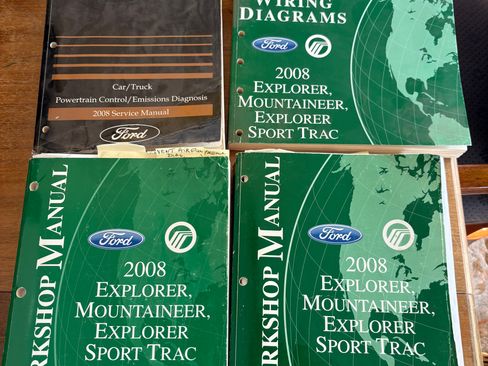 Car/Truck
Powertrain Control/Emissions Diagnosis
2008 Service Manual
Ford
WIRING
DIAGRAMS
Ford
2008
EXPLORER,
MOUNTAINEER,
EXPLORER
SPORT TRAC
RKSHOP MANUAL
Ford
2008
EXPLORER,
MOUNTAINEER,
EXPLORER
SPORT TRAC
RKSHOP MANUAL
Ford
2008
EXPLORER,
MOUNTAINEER,
EXPLORER
SPORT TRAC